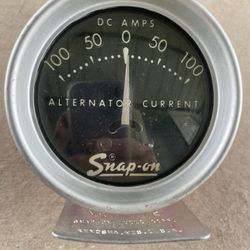 DC AMPS
100 50 0 50 100
ALTERNATOR CURRENT
Snap-on